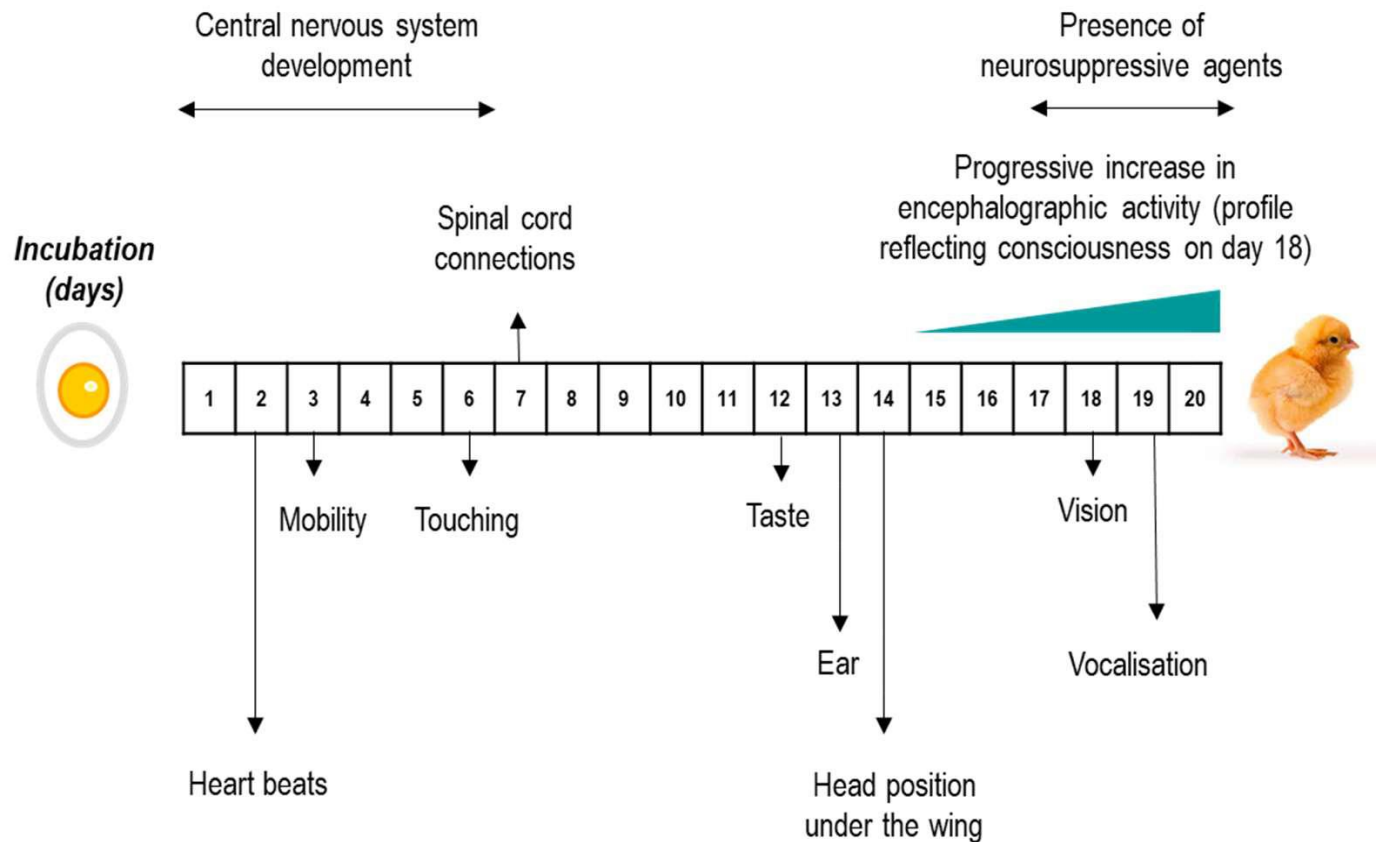 Central nervous system
development
Presence of
neurosuppressive agents
Progressive increase in
encephalographic activity (profile
reflecting consciousness on day 18)
Spinal cord
connections
Incubation
(days)
1 2 3 4 5 6 7 8 9 10 11 12 13 14 15 16 17 18 19 20
Mobility
Touching
Taste
Vision
Ear
Vocalisation
Heart beats
Head position
under the wing